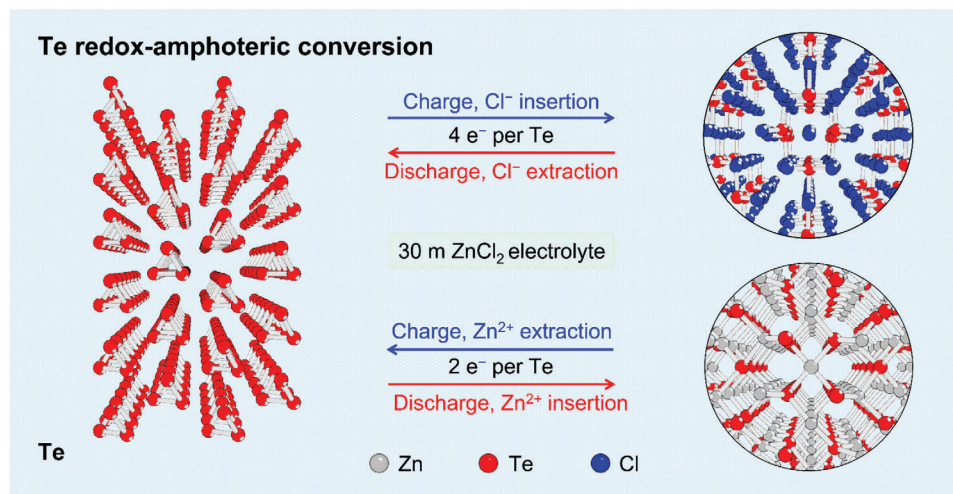 Te redox-amphoteric conversion
Charge, Cl⁻ insertion
4 e⁻ per Te
Discharge, Cl⁻ extraction
30 m ZnCl₂ electrolyte
Charge, Zn²⁺ extraction
2 e⁻ per Te
Discharge, Zn²⁺ insertion
Te
Zn
Te
Cl